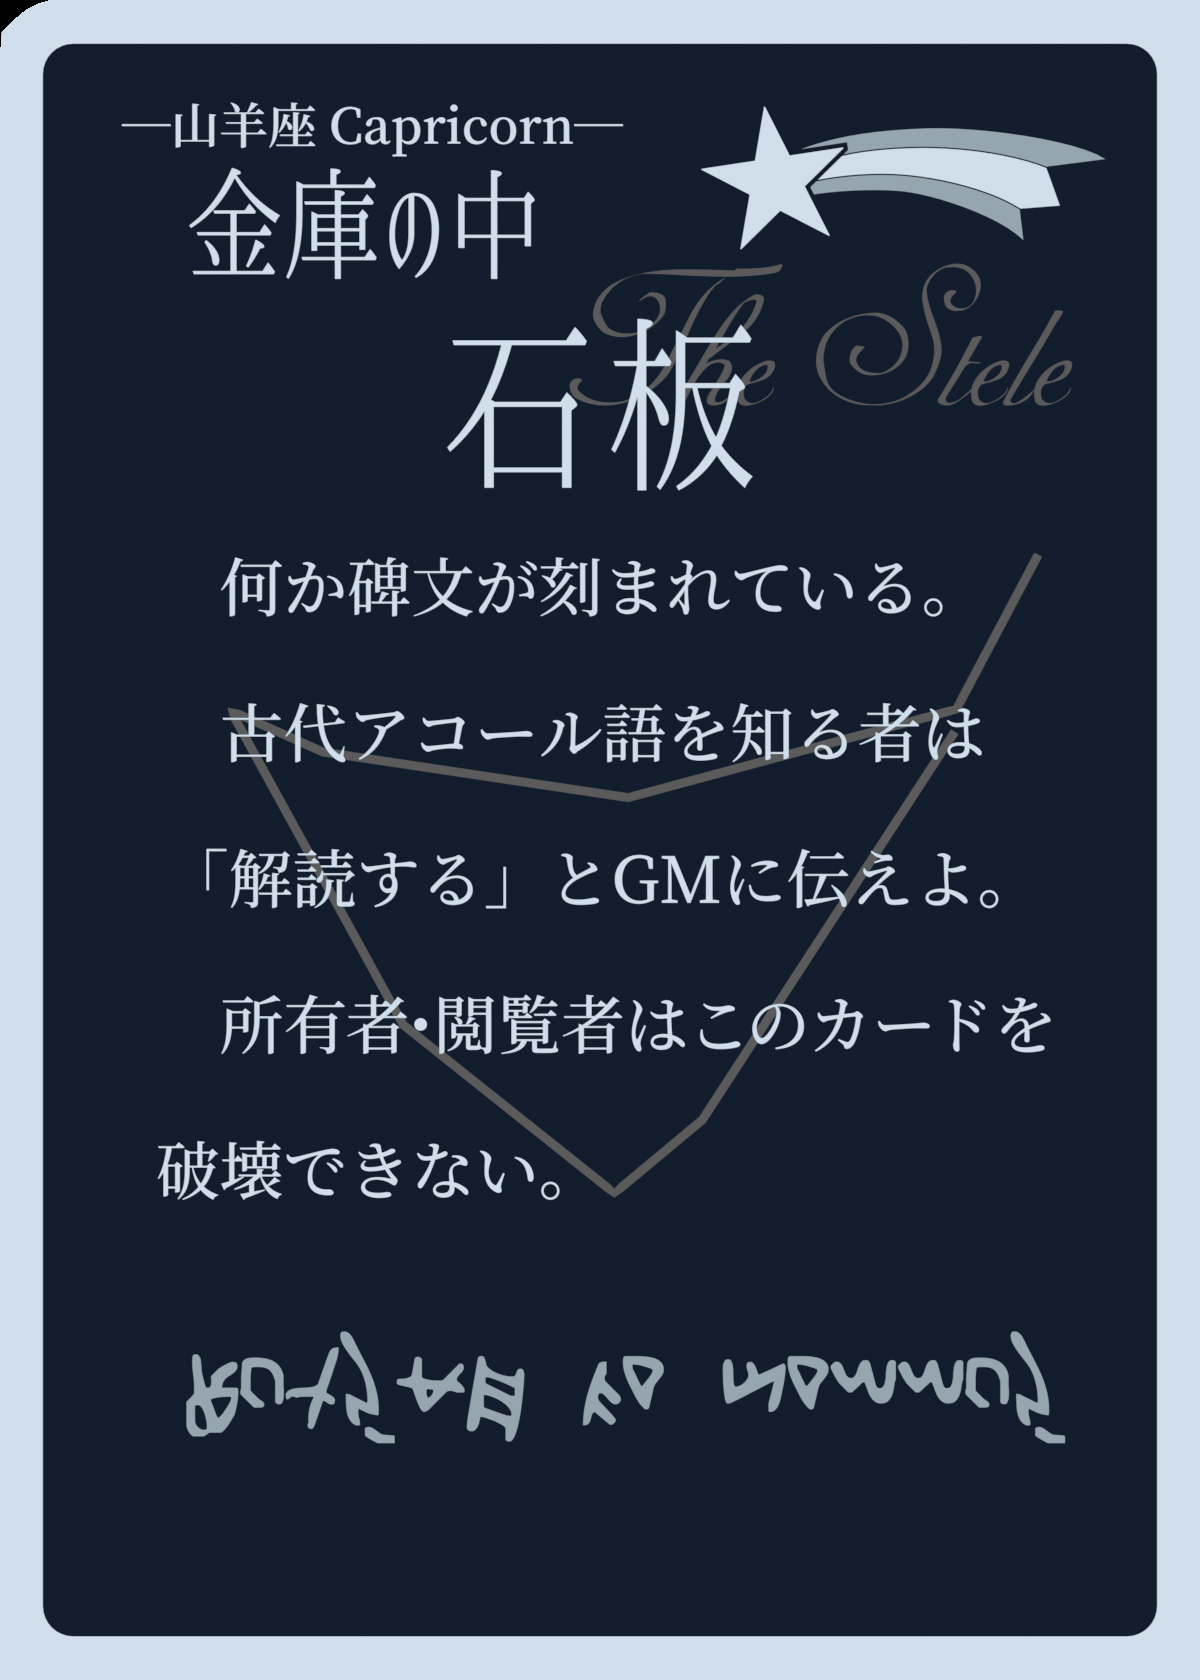 —山羊座 Capricorn—
金庫の中
The Stele
石板
何か碑文が刻まれている。
古代アコール語を知る者は
「解読する」とGMに伝えよ。
所有者・閲覧者はこのカードを
破壊できない。